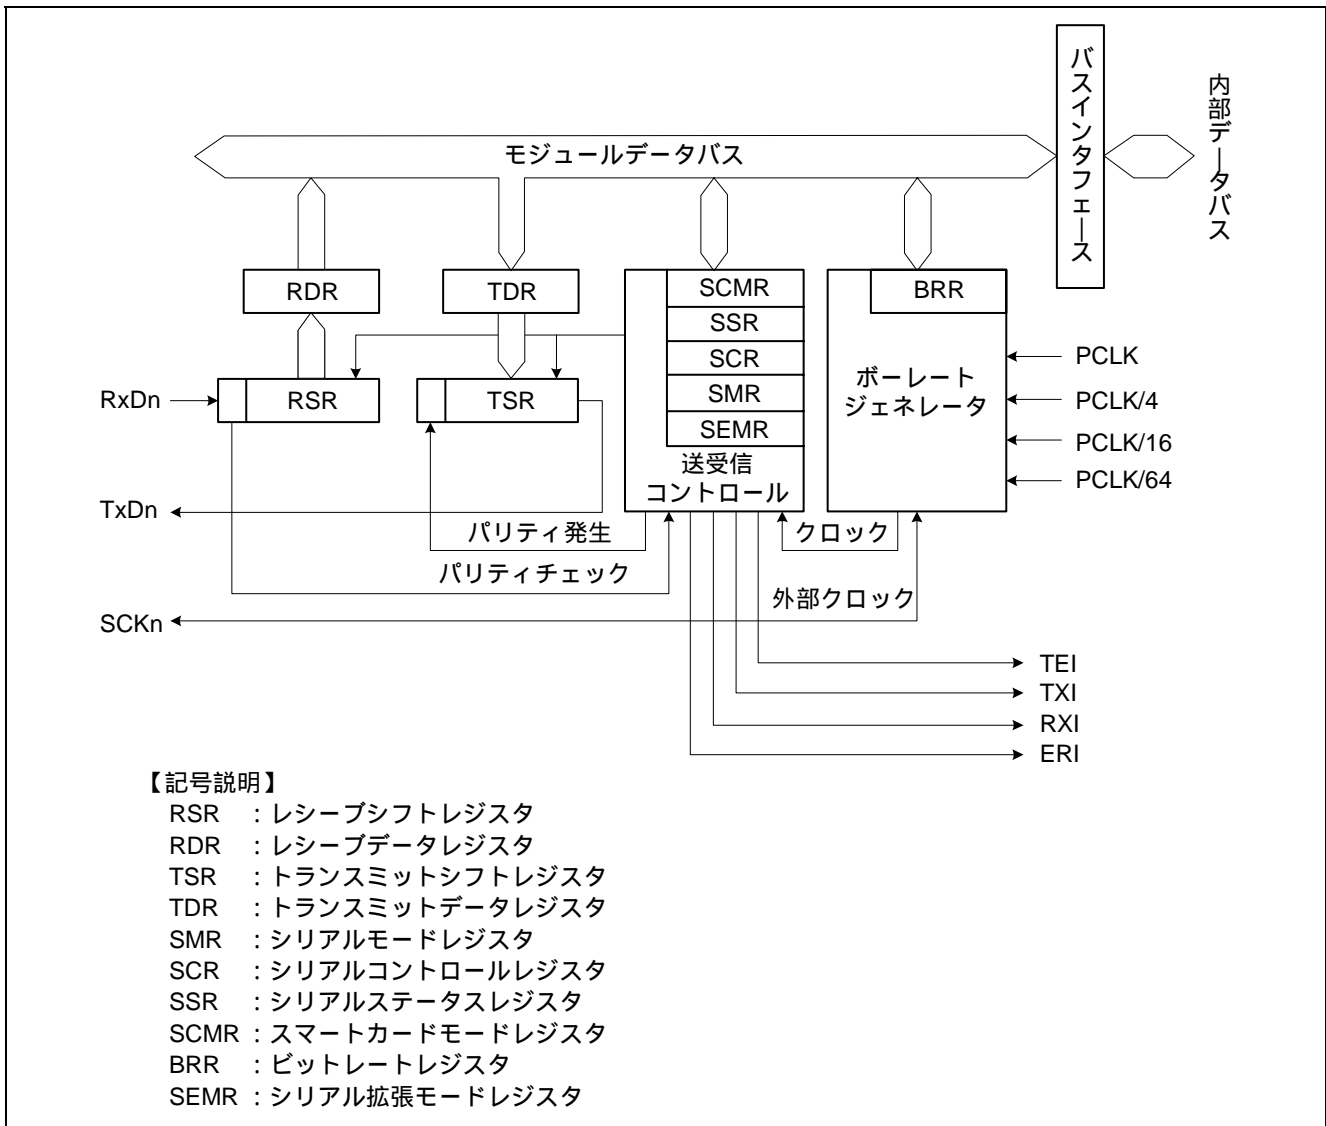 バスインタフェース
内部データバス
モジュールデータバス
RDR
TDR
SCMR
BRR
SSR
SCR
SMR
SEMR
送受信
コントロール
ボーレート
ジェネレータ
PCLK
PCLK/4
PCLK/16
PCLK/64
RxDn
RSR
TSR
TxDn
パリティ発生
クロック
パリティチェック
外部クロック
SCKn
TEI
TXI
RXI
ERI
【記号説明】
RSR :レシーブシフトレジスタ
RDR :レシーブデータレジスタ
TSR :トランスミットシフトレジスタ
TDR :トランスミットデータレジスタ
SMR :シリアルモードレジスタ
SCR :シリアルコントロールレジスタ
SSR :シリアルステータスレジスタ
SCMR :スマートカードモードレジスタ
BRR :ビットレートレジスタ
SEMR :シリアル拡張モードレジスタ